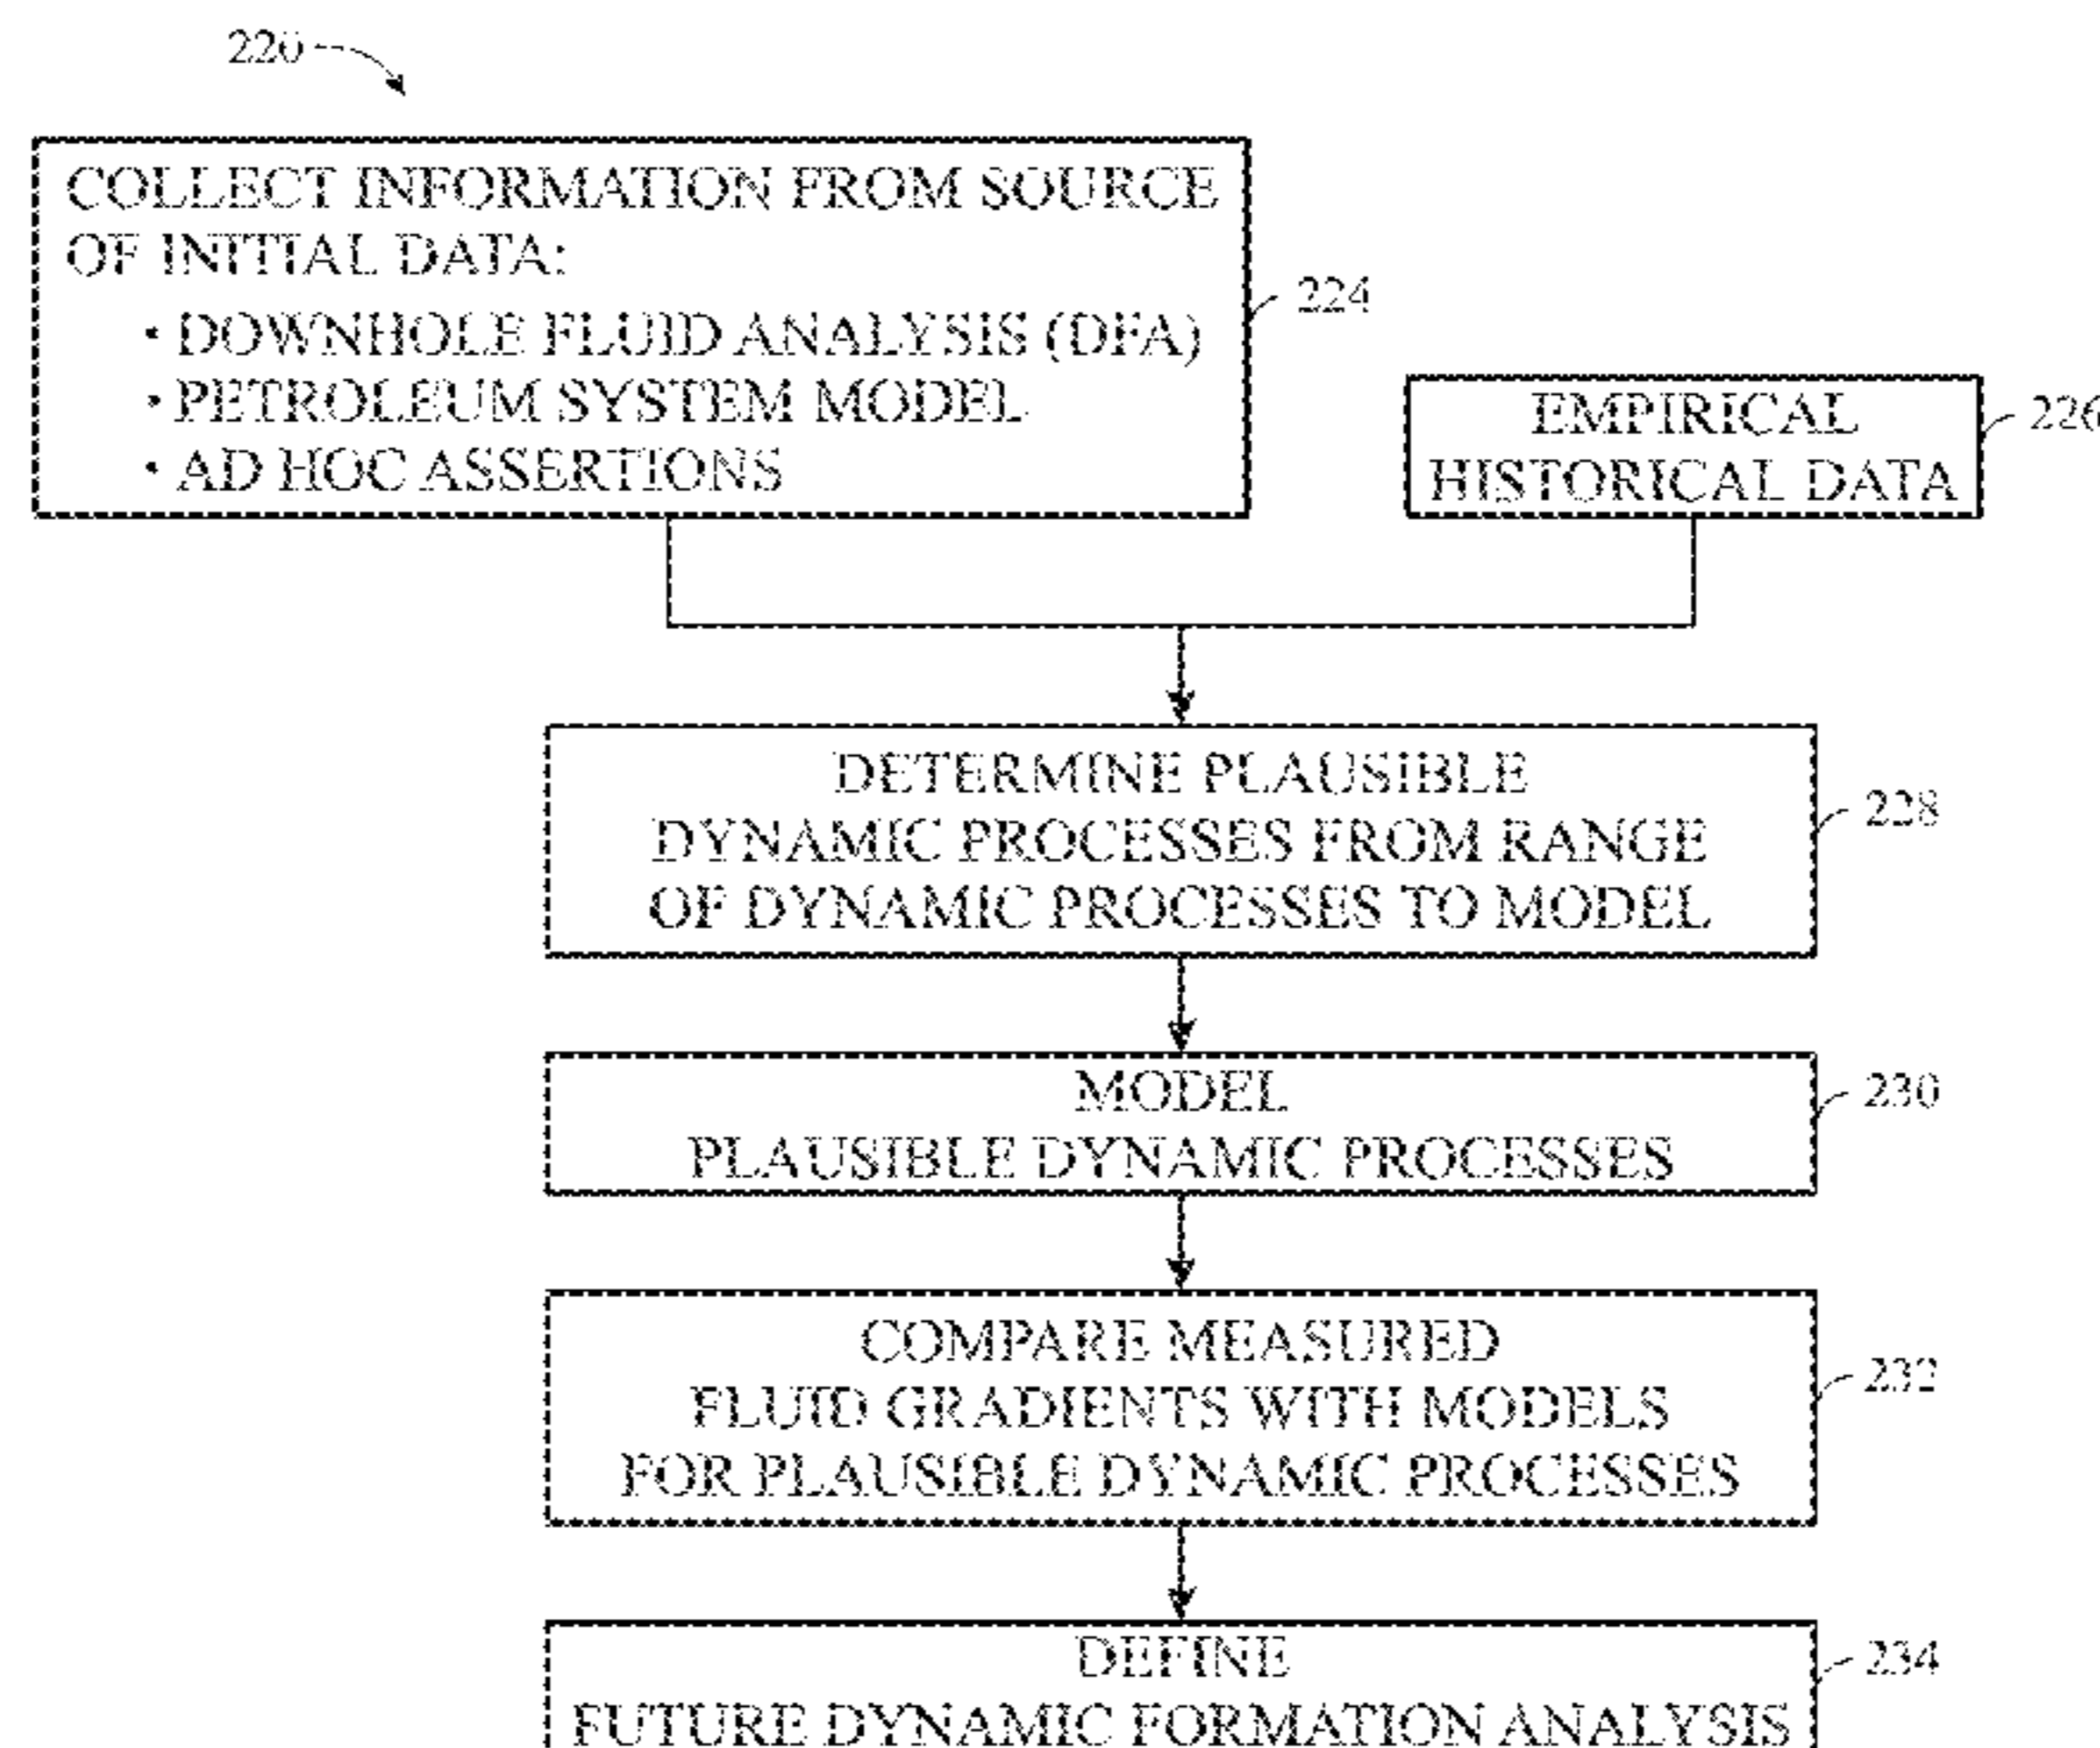 220
COLLECT INFORMATION FROM SOURCE
OF INITIAL DATA:
• DOWNHOLE FLUID ANALYSIS (DFA)
• PETROLEUM SYSTEM MODEL
• AD HOC ASSERTIONS
224
EMPIRICAL
HISTORICAL DATA
226
DETERMINE PLAUSIBLE
DYNAMIC PROCESSES FROM RANGE
OF DYNAMIC PROCESSES TO MODEL
228
MODEL
PLAUSIBLE DYNAMIC PROCESSES
230
COMPARE MEASURED
FLUID GRADIENTS WITH MODELS
FOR PLAUSIBLE DYNAMIC PROCESSES
232
DEFINE
FUTURE DYNAMIC FORMATION ANALYSIS
234